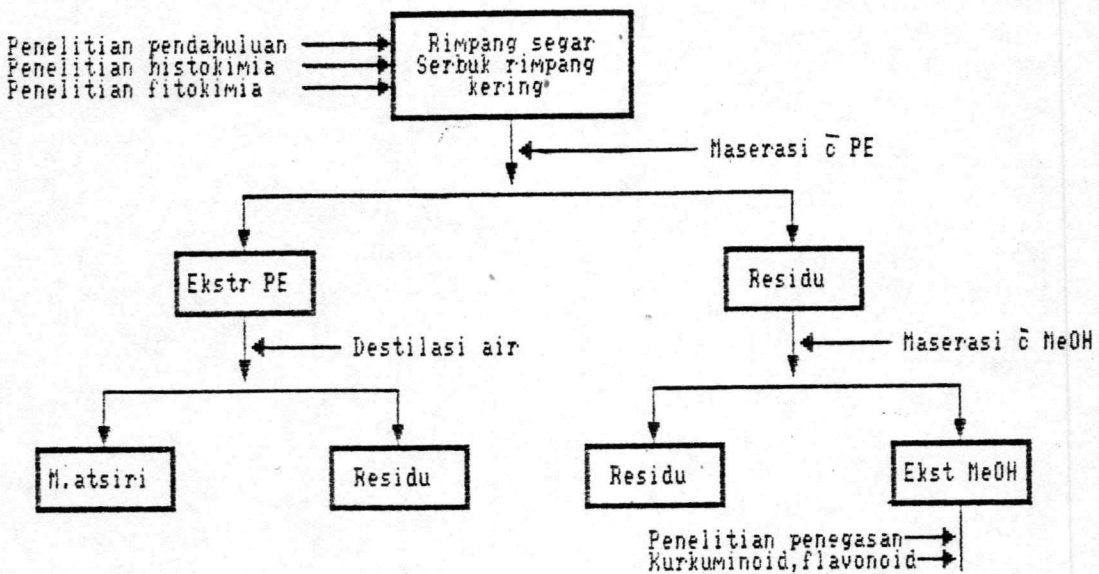 Penelitian pendahuluan
Penelitian histokimia
Penelitian fitokimia
Rimpang segar
Serbuk rimpang
kering*
Maserasi c̄ PE
Ekstr PE
Residu
Destilasi air
Maserasi c̄ MeOH
M.atsiri
Residu
Residu
Ekst MeOH
Penelitian penegasan
Kurkuminoid,flavonoid